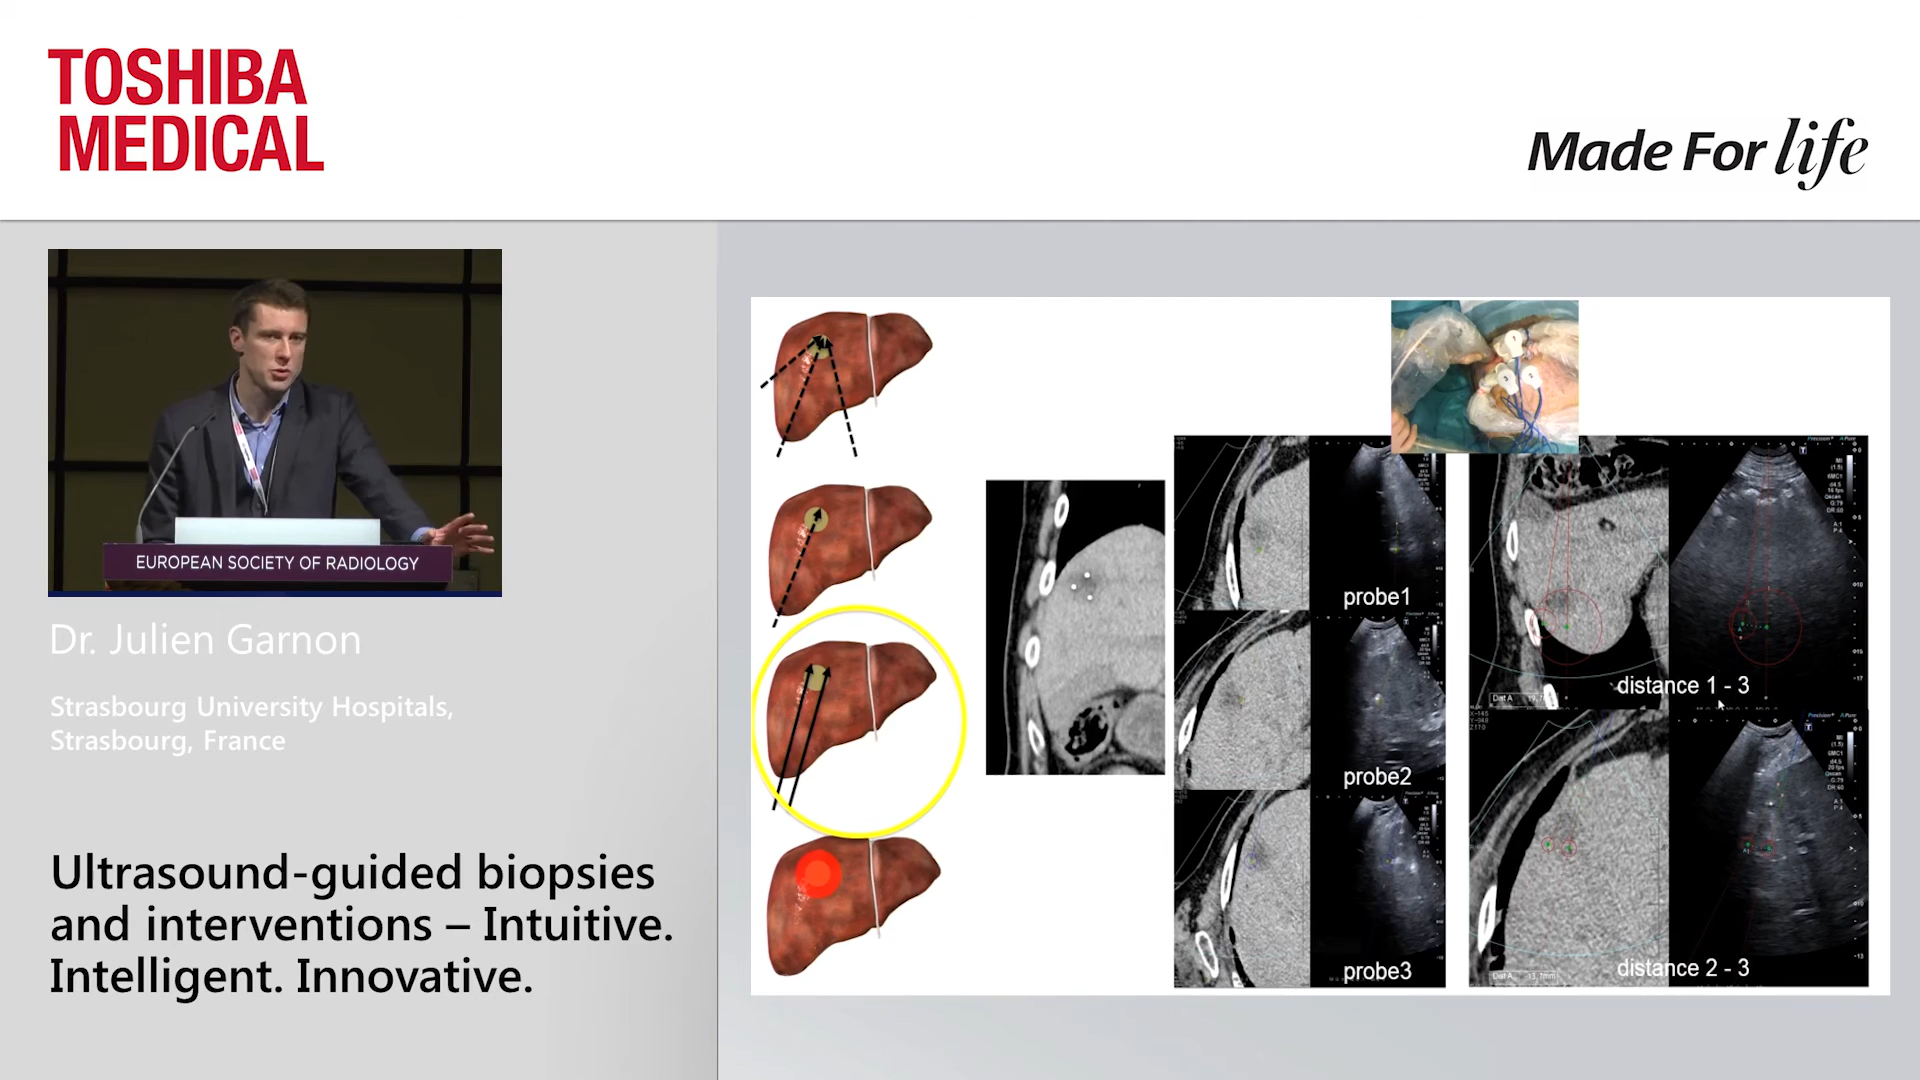 TOSHIBA
MEDICAL
Made For life
EUROPEAN SOCIETY OF RADIOLOGY
Dr. Julien Garnon
Strasbourg University Hospitals,
Strasbourg, France
Ultrasound-guided biopsies
and interventions – Intuitive.
Intelligent. Innovative.
probe1
probe2
probe3
distance 1 - 3
distance 2 - 3